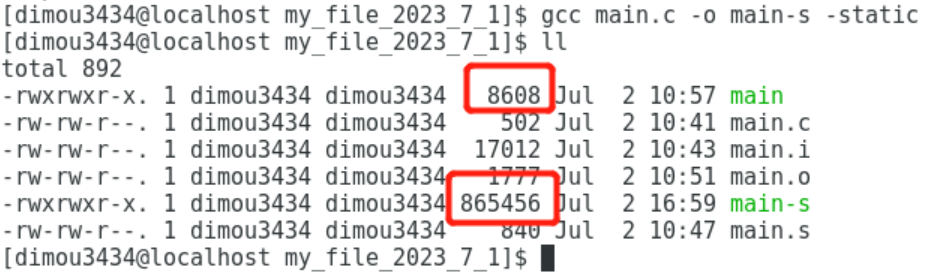 [dimou3434@localhost my_file_2023_7_1]$ gcc main.c -o main-s -static
[dimou3434@localhost my_file_2023_7_1]$ ll
total 892
-rwxrwxr-x. 1 dimou3434 dimou3434   8608 Jul  2 10:57 main
-rw-rw-r--. 1 dimou3434 dimou3434    502 Jul  2 10:41 main.c
-rw-rw-r--. 1 dimou3434 dimou3434  17012 Jul  2 10:43 main.i
-rw-rw-r--. 1 dimou3434 dimou3434   1777 Jul  2 10:51 main.o
-rwxrwxr-x. 1 dimou3434 dimou3434 865456 Jul  2 16:59 main-s
-rw-rw-r--. 1 dimou3434 dimou3434    840 Jul  2 10:47 main.s
[dimou3434@localhost my_file_2023_7_1]$